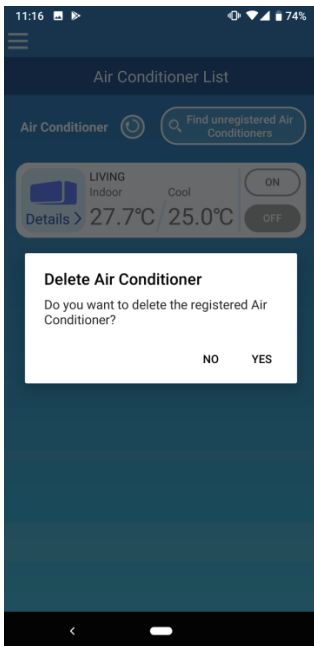 11:16
74%
Air Conditioner List
Air Conditioner
Find unregistered Air
Conditioners
LIVING
Indoor
Cool
ON
Details >
27.7℃
25.0℃
OFF
Delete Air Conditioner
Do you want to delete the registered Air
Conditioner?
NO
YES